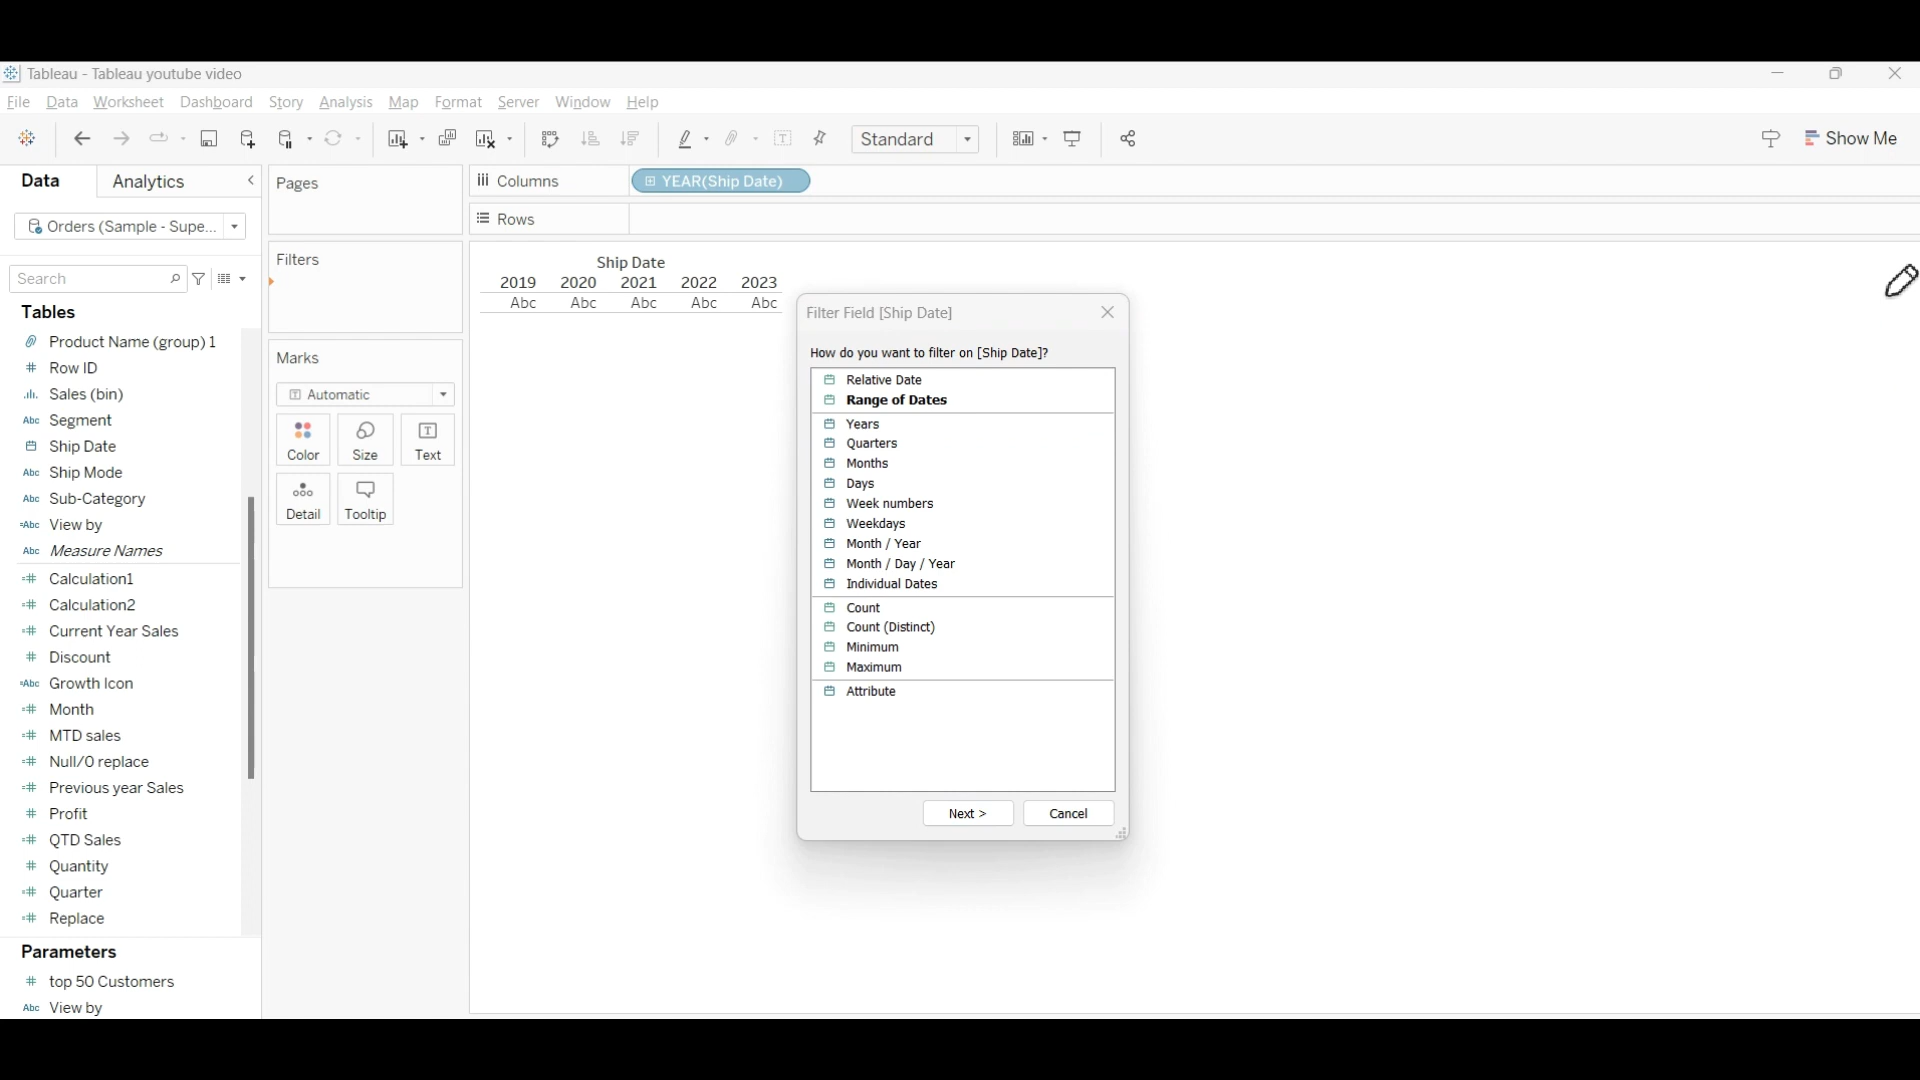 Tableau - Tableau youtube video
File Data Worksheet Dashboard Story Analysis Map Format Server Window Help
Standard
Show Me
Data Analytics
Orders (Sample - Supe...
Search
Tables
Product Name (group) 1
Row ID
Sales (bin)
Abc Segment
Ship Date
Abc Ship Mode
Abc Sub-Category
=Abc View by
Abc Measure Names
=# Calculation1
=# Calculation2
=# Current Year Sales
# Discount
=Abc Growth Icon
=# Month
=# MTD sales
=# Null/0 replace
=# Previous year Sales
# Profit
=# QTD Sales
# Quantity
=# Quarter
=# Replace
Parameters
# top 50 Customers
Abc View by
Pages
Filters
Marks
Automatic
Color Size Text
Detail Tooltip
Columns YEAR(Ship Date)
Rows
Ship Date
2019 2020 2021 2022 2023
Abc Abc Abc Abc Abc
Filter Field [Ship Date]
How do you want to filter on [Ship Date]?
Relative Date
Range of Dates
Years
Quarters
Months
Days
Week numbers
Weekdays
Month / Year
Month / Day / Year
Individual Dates
Count
Count (Distinct)
Minimum
Maximum
Attribute
Next > Cancel